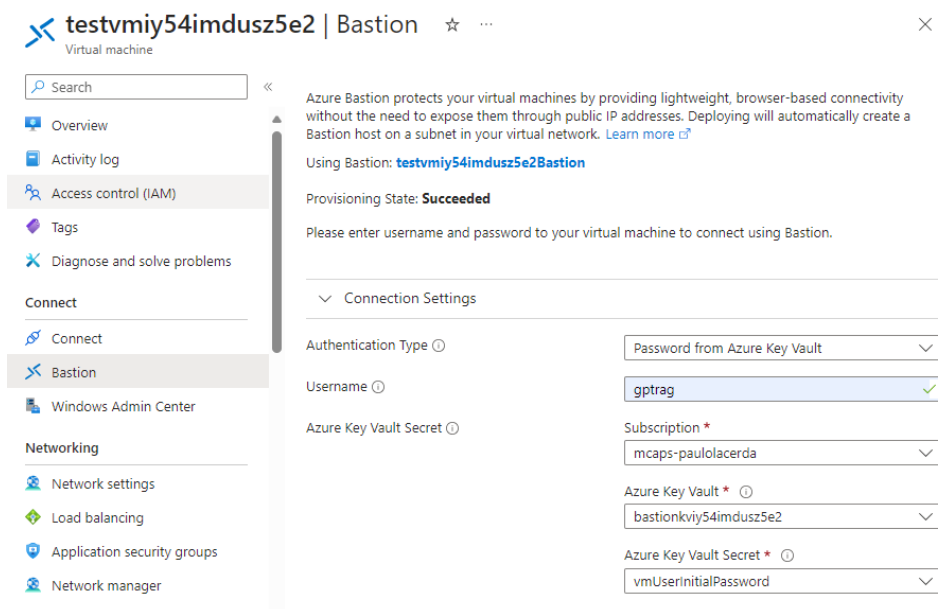 testvmiy54imdusz5e2 | Bastion
Virtual machine
Search
Overview
Activity log
Access control (IAM)
Tags
Diagnose and solve problems
Connect
Connect
Bastion
Windows Admin Center
Networking
Network settings
Load balancing
Application security groups
Network manager
Azure Bastion protects your virtual machines by providing lightweight, browser-based connectivity
without the need to expose them through public IP addresses. Deploying will automatically create a
Bastion host on a subnet in your virtual network. Learn more
Using Bastion: testvmiy54imdusz5e2Bastion
Provisioning State: Succeeded
Please enter username and password to your virtual machine to connect using Bastion.
Connection Settings
Authentication Type
Password from Azure Key Vault
Username
gptrag
Azure Key Vault Secret
Subscription *
mcaps-paulolacerda
Azure Key Vault *
bastionkviy54imdusz5e2
Azure Key Vault Secret *
vmUserInitialPassword